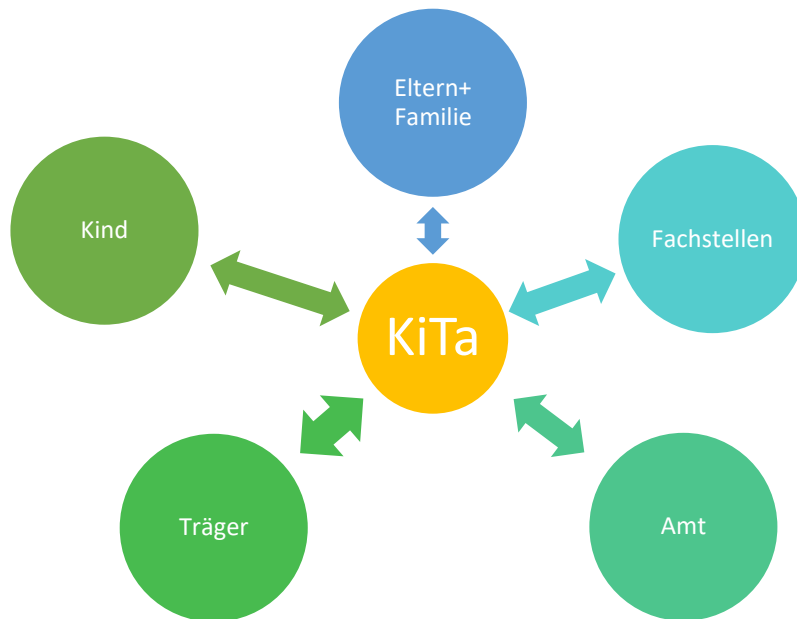 Eltern+
Familie
Kind
Fachstellen
KiTa
Träger
Amt